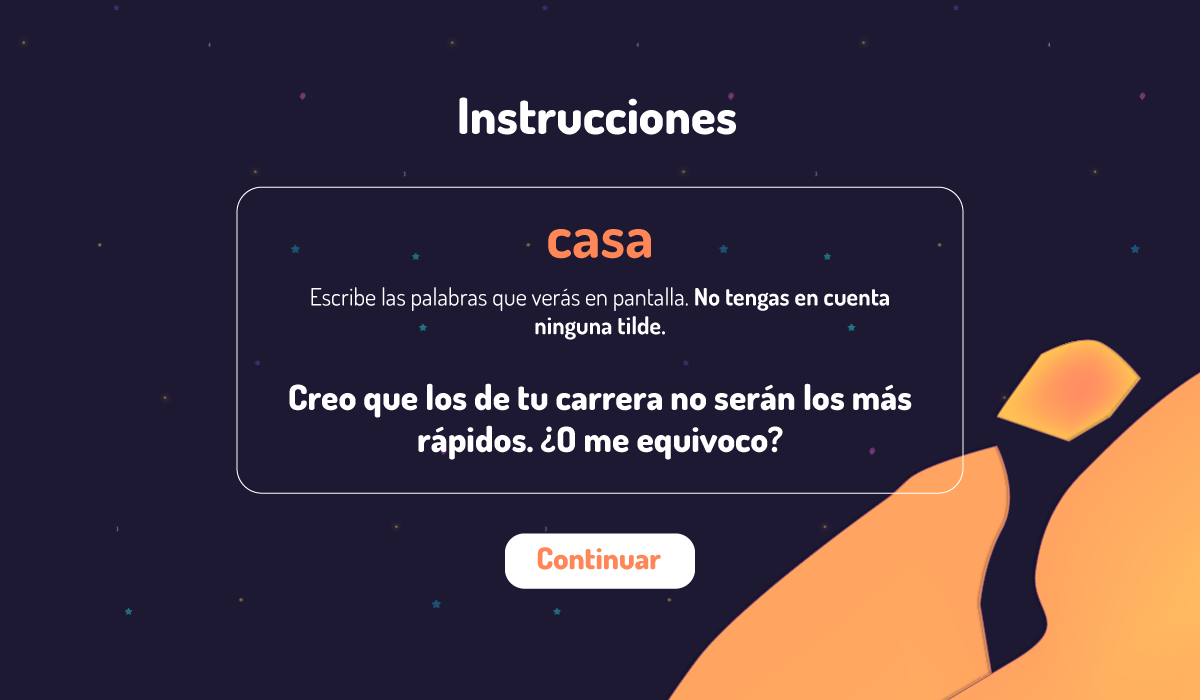 Instrucciones
casa
Escribe las palabras que verás en pantalla. No tengas en cuenta
ninguna tilde.
Creo que los de tu carrera no serán los más
rápidos. ¿O me equivoco?
Continuar